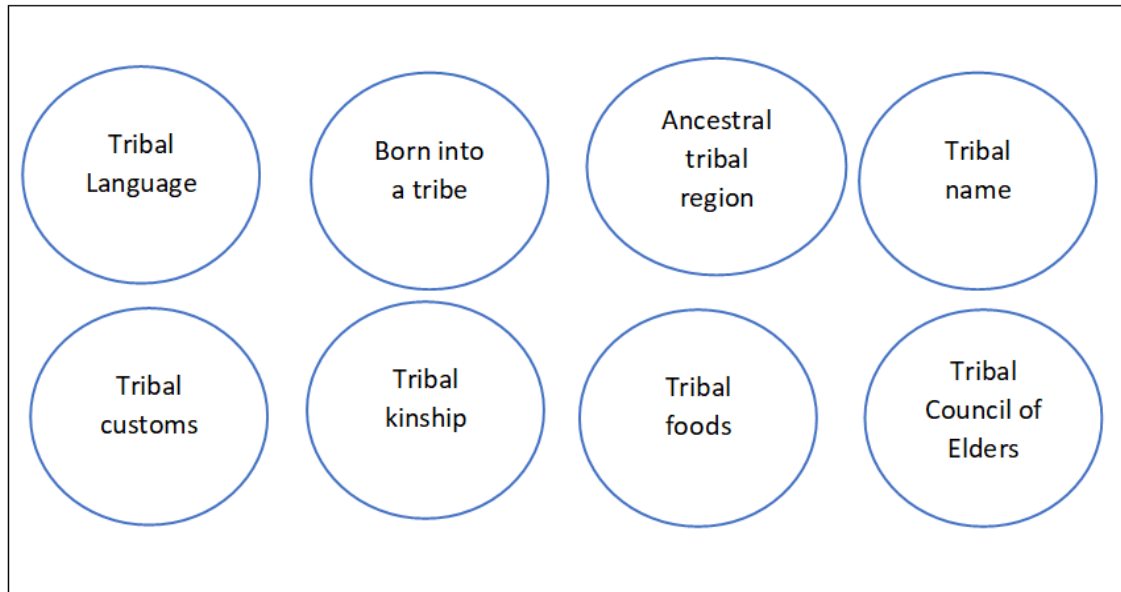 Tribal
Language
Born into
a tribe
Ancestral
tribal
region
Tribal
name
Tribal
customs
Tribal
kinship
Tribal
foods
Tribal
Council of
Elders